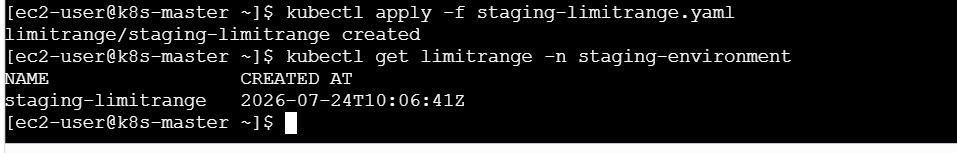 [ec2-user@k8s-master ~]$ kubectl apply -f staging-limitrange.yaml
limitrange/staging-limitrange created
[ec2-user@k8s-master ~]$ kubectl get limitrange -n staging-environment
NAME                 CREATED AT
staging-limitrange   2026-07-24T10:06:41Z
[ec2-user@k8s-master ~]$